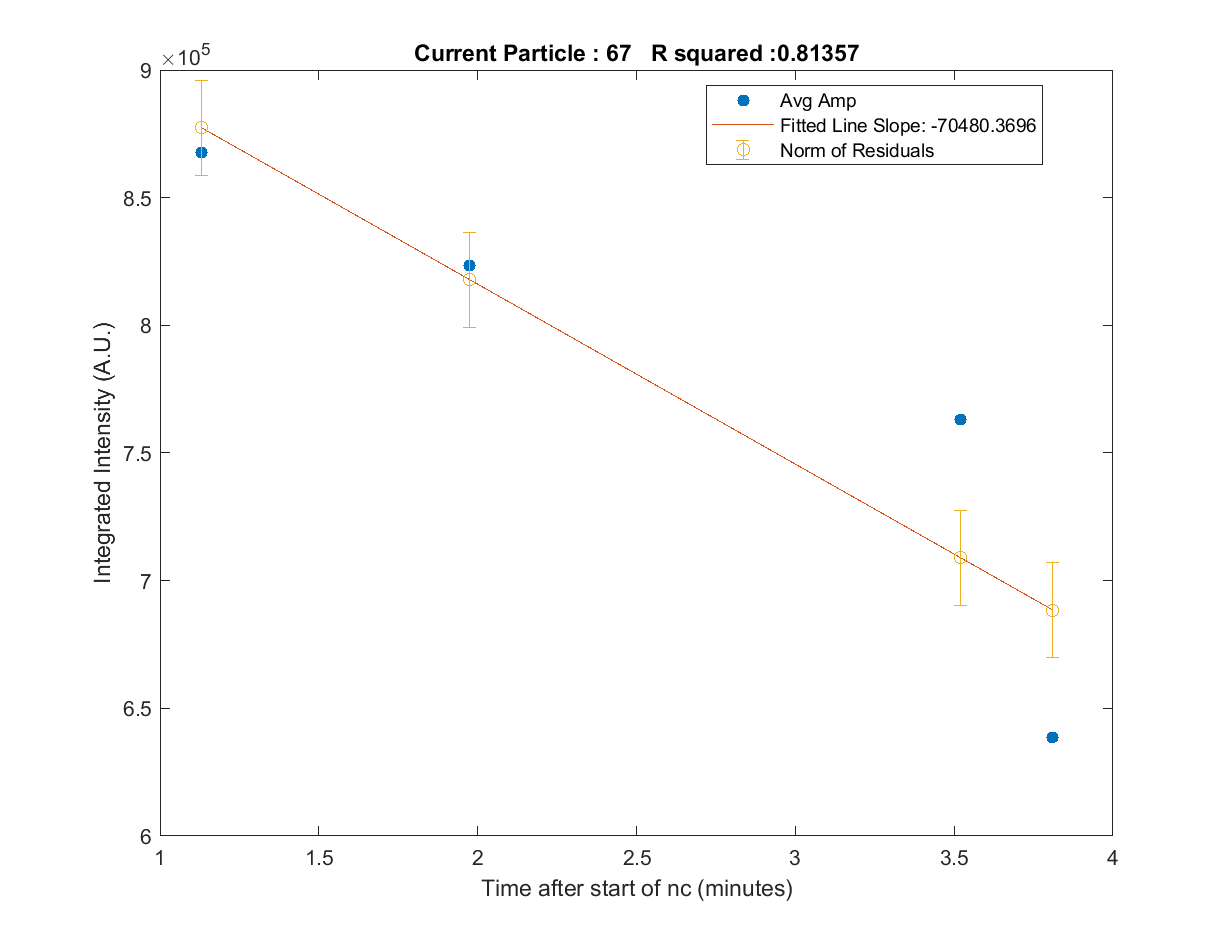 Current Particle : 67 R squared :0.81357
×10^5
9
8.5
8
7.5
7
6.5
6
Integrated Intensity (A.U.)
Avg Amp
Fitted Line Slope: -70480.3696
Norm of Residuals
1 1.5 2 2.5 3 3.5 4
Time after start of nc (minutes)